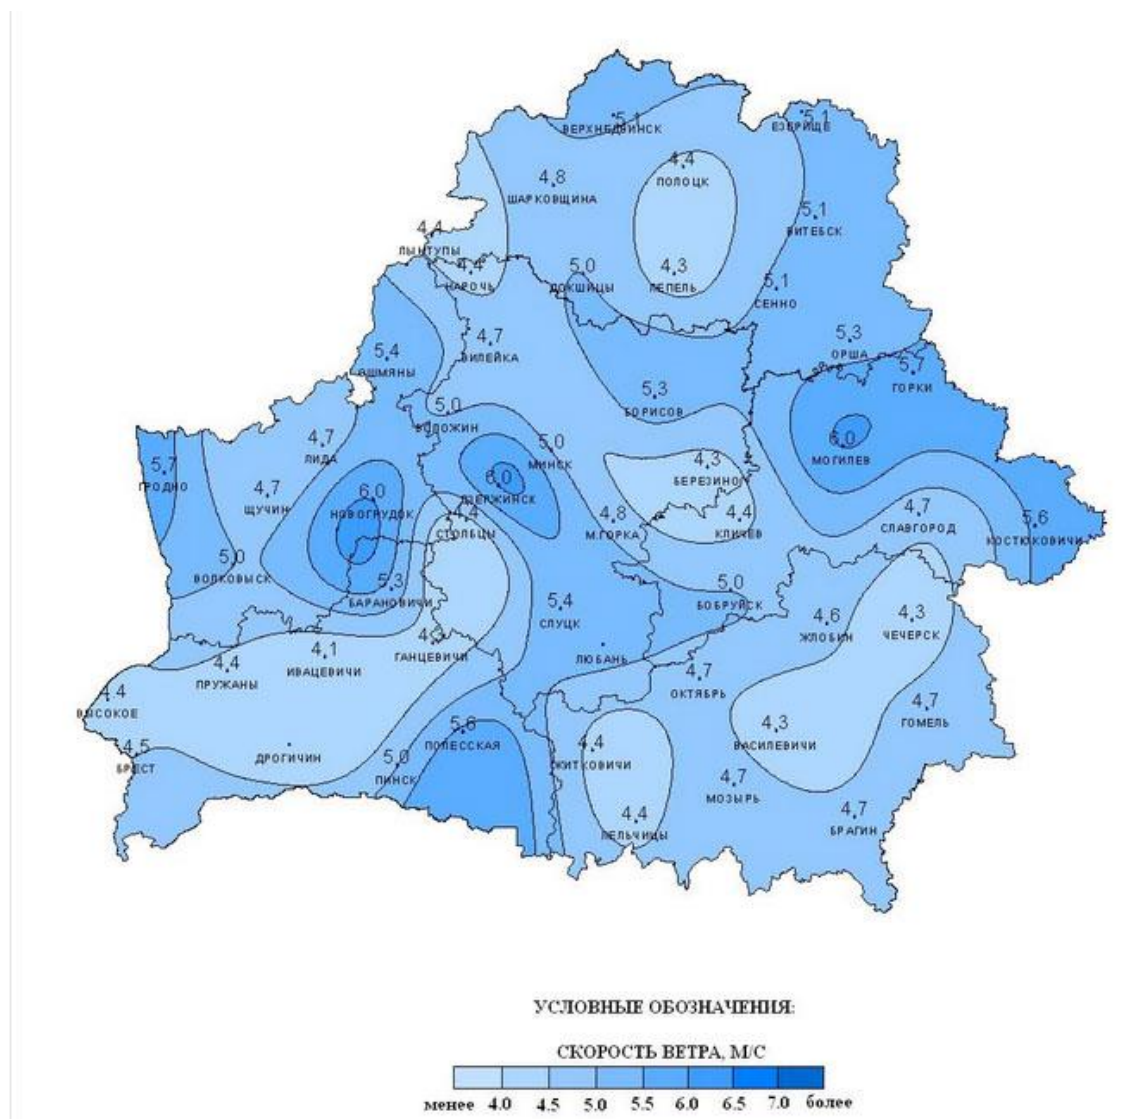 5.1
ВЕРХНЕДВИНСК
5.1
ЕЗЕРИЩЕ
4.8
ШАРКОВЩИНА
4.4
ПОЛОЦК
5.1
ВИТЕБСК
4.4
ЛЫНТУПЫ
4.4
НАРОЧЬ
5.0
ДОКШИЦЫ
4.3
ЛЕПЕЛЬ
5.1
СЕННО
4.7
ВИЛЕЙКА
5.3
ОРША
5.4
ОШМЯНЫ
5.7
ГОРКИ
5.3
БОРИСОВ
5.0
ВОЛОЖИН
4.7
ЛИДА
5.0
МИНСК
6.0
МОГИЛЕВ
5.7
ГРОДНО
4.3
БЕРЕЗИНО
6.0
ДЗЕРЖИНСК
4.7
ЩУЧИН
6.0
НОВОГРУДОК
4.4
СТОЛБЦЫ
4.8
М.ГОРКА
4.4
КЛИЧЕВ
4.7
СЛАВГОРОД
5.6
КОСТЮКОВИЧИ
5.0
ВОЛКОВЫСК
5.3
БАРАНОВИЧИ
5.0
БОБРУЙСК
5.4
СЛУЦК
4.6
ЖЛОБИН
4.3
ЧЕЧЕРСК
4.1
ИВАЦЕВИЧИ
ГАНЦЕВИЧИ
ЛЮБАНЬ
4.4
ПРУЖАНЫ
4.7
ОКТЯБРЬ
4.4
ВЫСОКОЕ
4.7
ГОМЕЛЬ
5.6
ПОЛЕССКАЯ
4.3
ВАСИЛЕВИЧИ
4.5
БРЕСТ
ДРОГИЧИН
5.0
ПИНСК
4.4
ЖИТКОВИЧИ
4.7
МОЗЫРЬ
4.4
ЛЕЛЬЧИЦЫ
4.7
БРАГИН
УСЛОВНЫЕ ОБОЗНАЧЕНИЯ:
СКОРОСТЬ ВЕТРА, М/С
менее 4.0 4.5 5.0 5.5 6.0 6.5 7.0 более